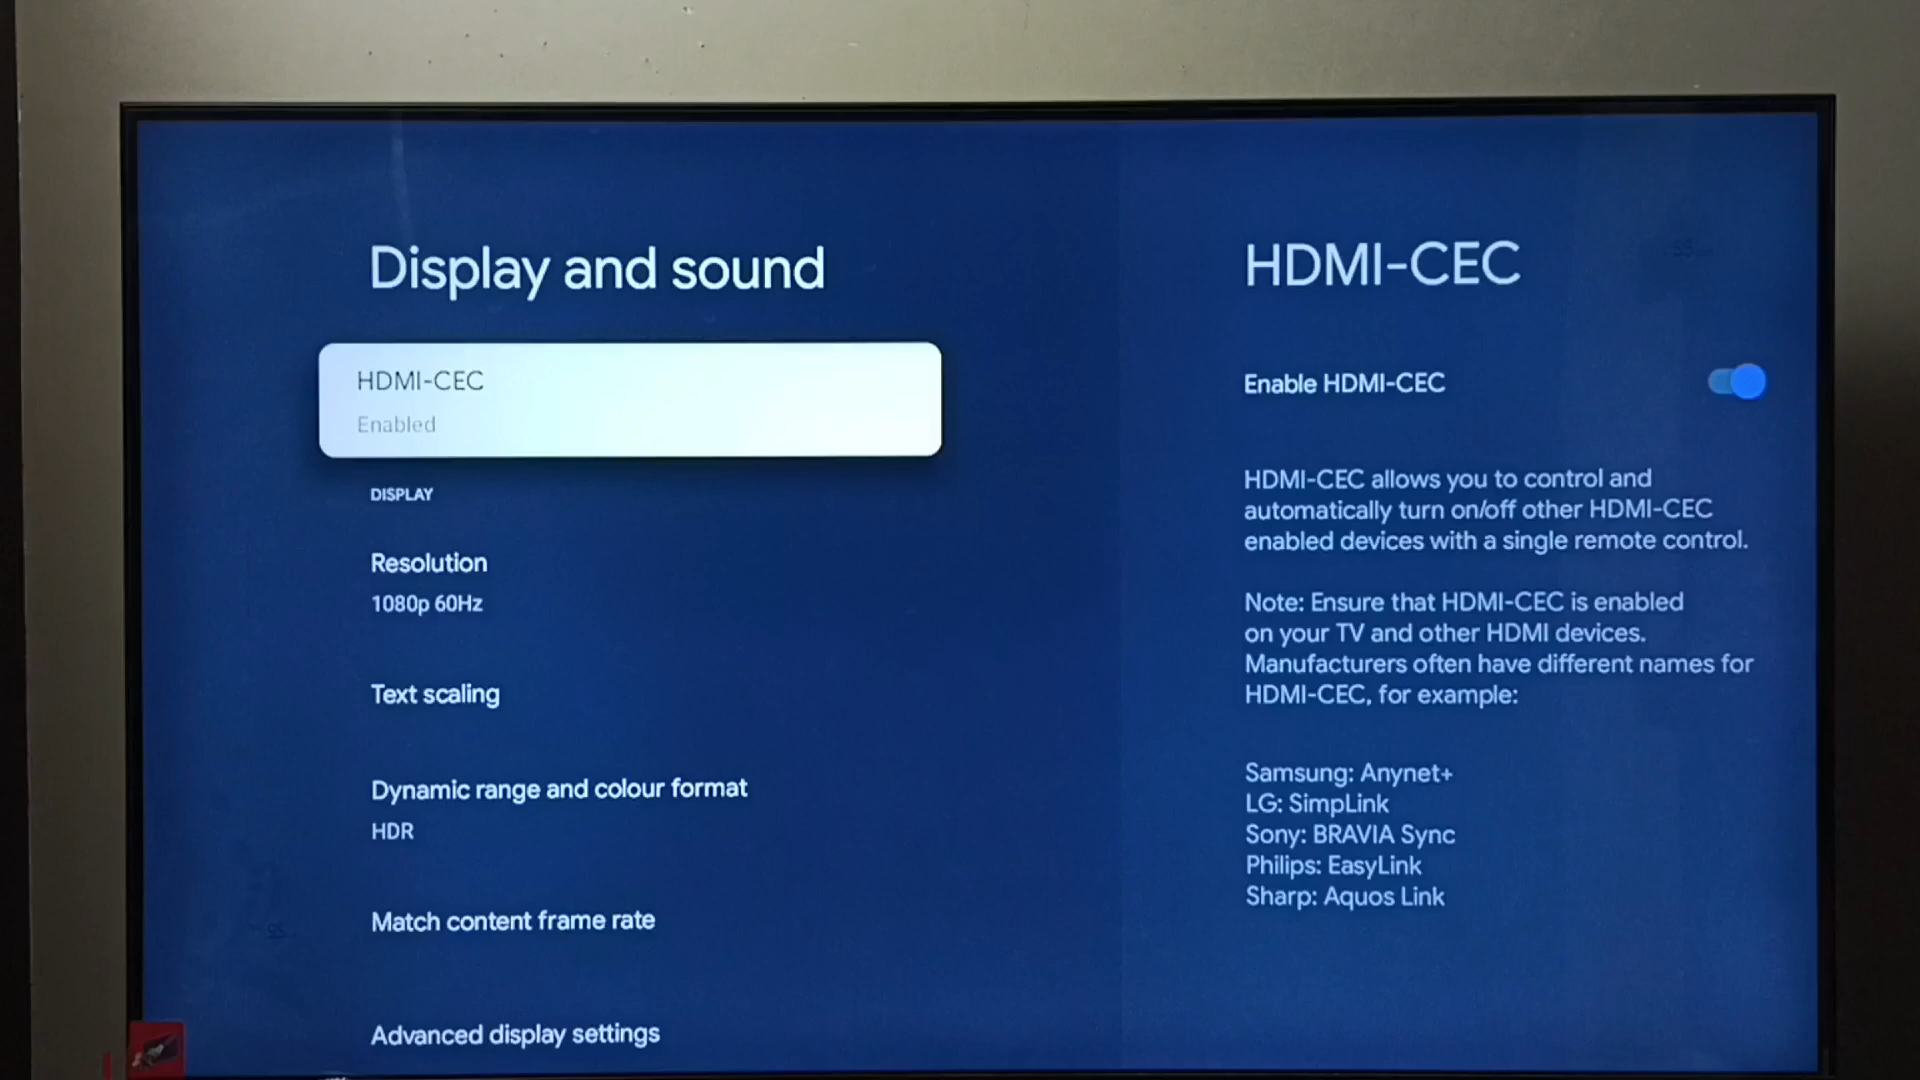 Display and sound
HDMI-CEC
Enabled
DISPLAY
Resolution
1080p 60Hz
Text scaling
Dynamic range and colour format
HDR
Match content frame rate
Advanced display settings
HDMI-CEC
Enable HDMI-CEC
HDMI-CEC allows you to control and
automatically turn on/off other HDMI-CEC
enabled devices with a single remote control.
Note: Ensure that HDMI-CEC is enabled
on your TV and other HDMI devices.
Manufacturers often have different names for
HDMI-CEC, for example:
Samsung: Anynet+
LG: SimpLink
Sony: BRAVIA Sync
Philips: EasyLink
Sharp: Aquos Link